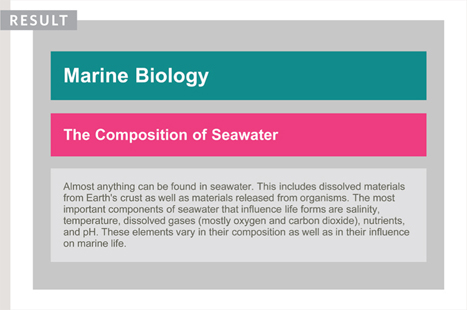 RESULT
Marine Biology
The Composition of Seawater
Almost anything can be found in seawater. This includes dissolved materials
from Earth's crust as well as materials released from organisms. The most
important components of seawater that influence life forms are salinity,
temperature, dissolved gases (mostly oxygen and carbon dioxide), nutrients,
and pH. These elements vary in their composition as well as in their influence
on marine life.